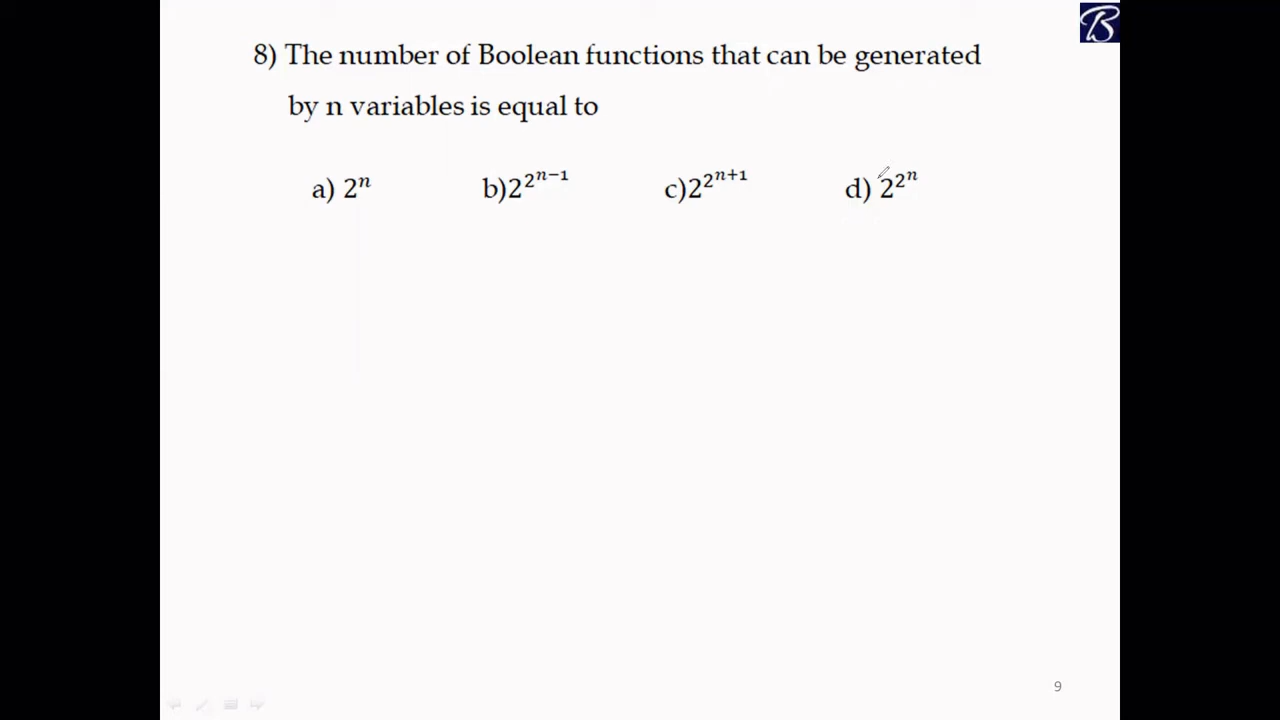 B
8) The number of Boolean functions that can be generated
by n variables is equal to
a) 2ⁿ b)2^2^n−1 c)2^2^n+1 d) 2^2^n
9